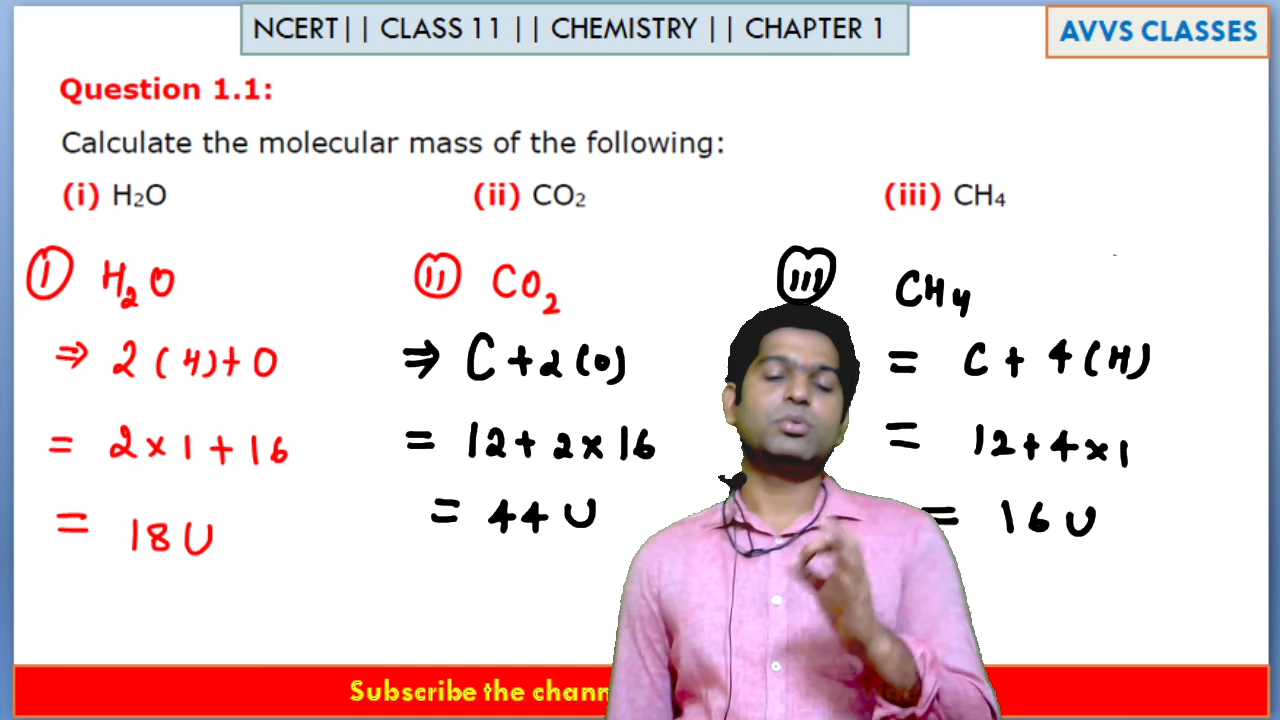 NCERT|| CLASS 11 || CHEMISTRY || CHAPTER 1
AVVS CLASSES
Question 1.1:
Calculate the molecular mass of the following:
(i) H₂O (ii) CO₂ (iii) CH₄
(i) H₂O
⇒ 2(H)+O
= 2×1+16
= 18U
(ii) CO₂
⇒ C+2(O)
= 12+2×16
= 44U
(iii) CH₄
= C+4(H)
= 12+4×1
= 16U
Subscribe the chann